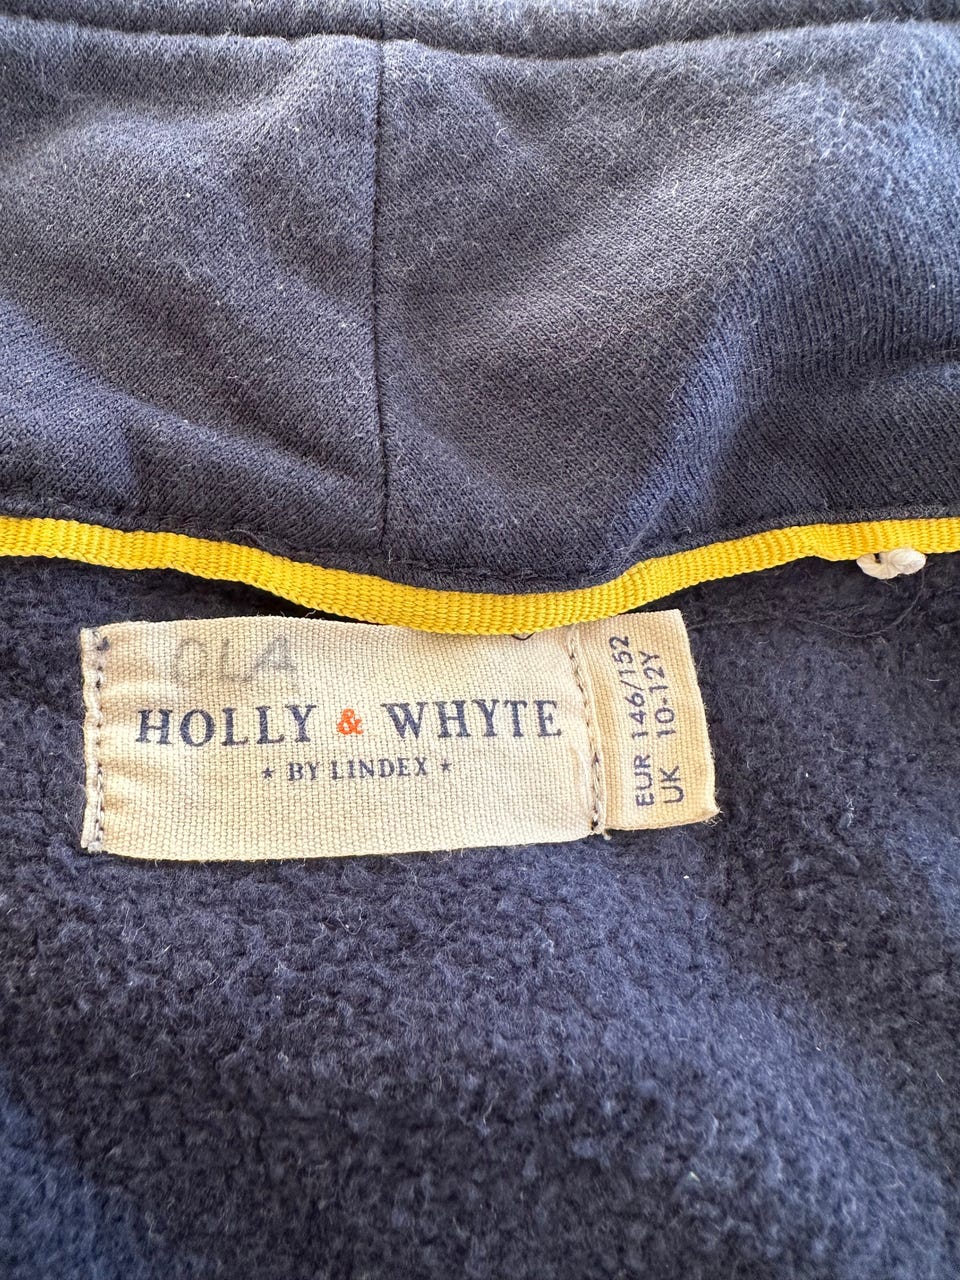 OLA
HOLLY & WHYTE
★ BY LINDEX ★
EUR 146/152
UK 10-12Y